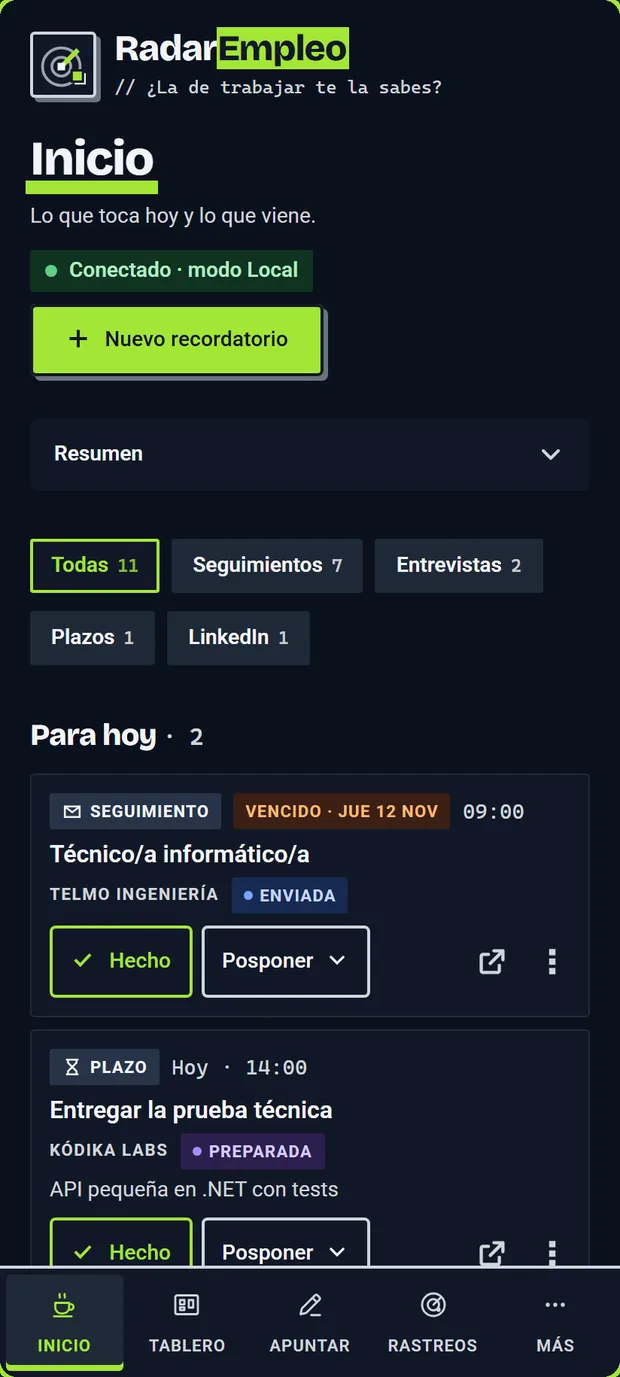 RadarEmpleo
// ¿La de trabajar te la sabes?
Inicio
Lo que toca hoy y lo que viene.
Conectado · modo Local
+ Nuevo recordatorio
Resumen
Todas 11 Seguimientos 7 Entrevistas 2
Plazos 1 LinkedIn 1
Para hoy · 2
SEGUIMIENTO VENCIDO · JUE 12 NOV 09:00
Técnico/a informático/a
TELMO INGENIERÍA ENVIADA
Hecho Posponer
PLAZO Hoy · 14:00
Entregar la prueba técnica
KÓDIKA LABS PREPARADA
API pequeña en .NET con tests
Hecho Posponer
INICIO TABLERO APUNTAR RASTREOS MÁS